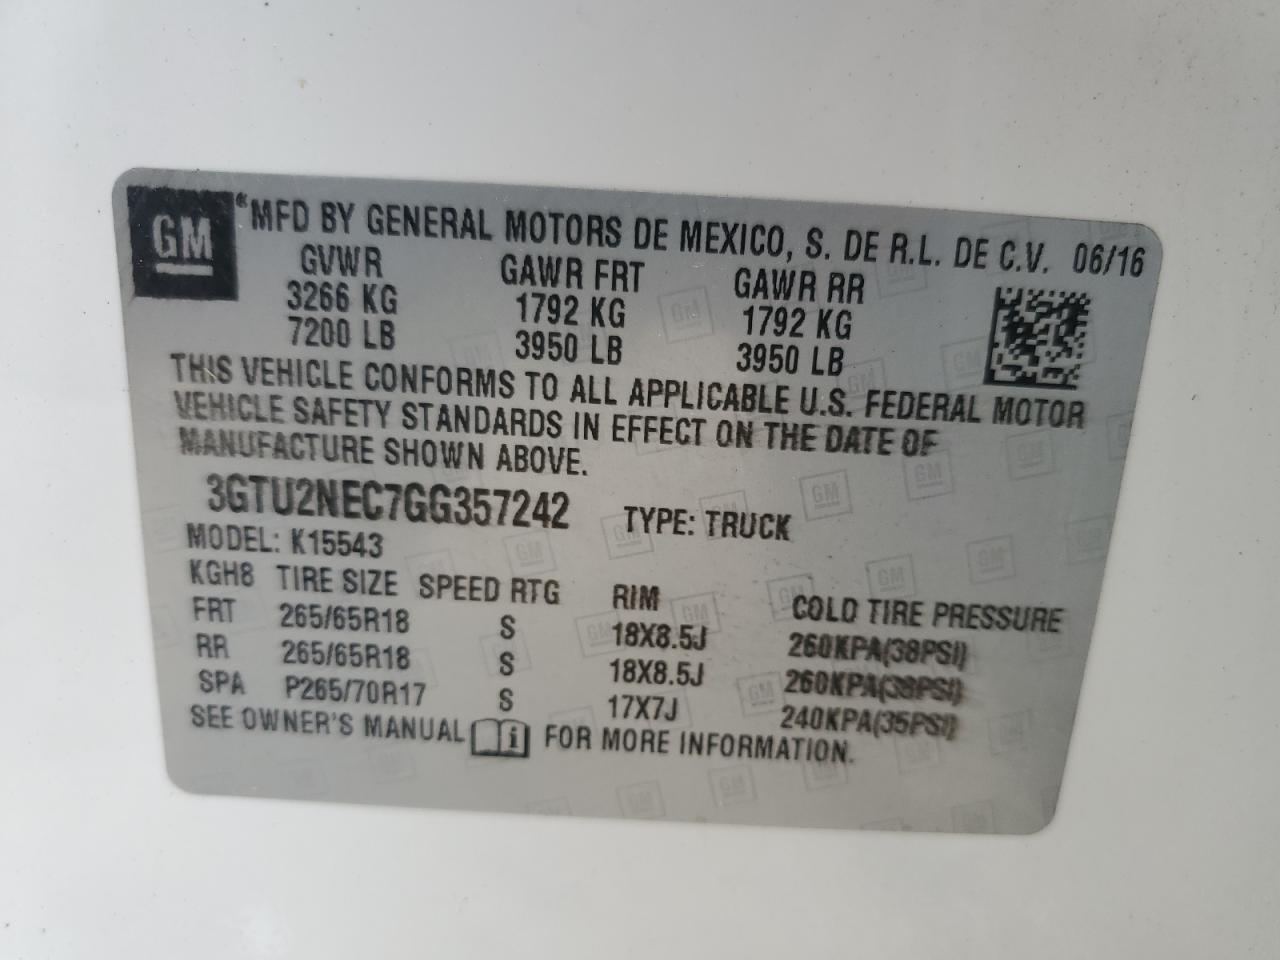 GM ® MFD BY GENERAL MOTORS DE MEXICO, S. DE R.L. DE C.V. 06/16
GVWR GAWR FRT GAWR RR
3266 KG 1792 KG 1792 KG
7200 LB 3950 LB 3950 LB
THIS VEHICLE CONFORMS TO ALL APPLICABLE U.S. FEDERAL MOTOR
VEHICLE SAFETY STANDARDS IN EFFECT ON THE DATE OF
MANUFACTURE SHOWN ABOVE.
3GTU2NEC7GG357242 TYPE: TRUCK
MODEL: K15543
KGH8 TIRE SIZE SPEED RTG RIM COLD TIRE PRESSURE
FRT 265/65R18 S 18X8.5J 260KPA(38PSI)
RR 265/65R18 S 18X8.5J 260KPA(38PSI)
SPA P265/70R17 S 17X7J 240KPA(35PSI)
SEE OWNER'S MANUAL i FOR MORE INFORMATION.